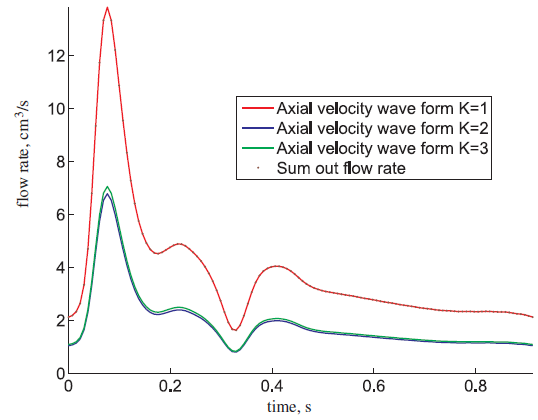 12
10
8
6
4
2
0
flow rate, cm³/s
Axial velocity wave form K=1
Axial velocity wave form K=2
Axial velocity wave form K=3
Sum out flow rate
0
0.2
0.4
0.6
0.8
time, s